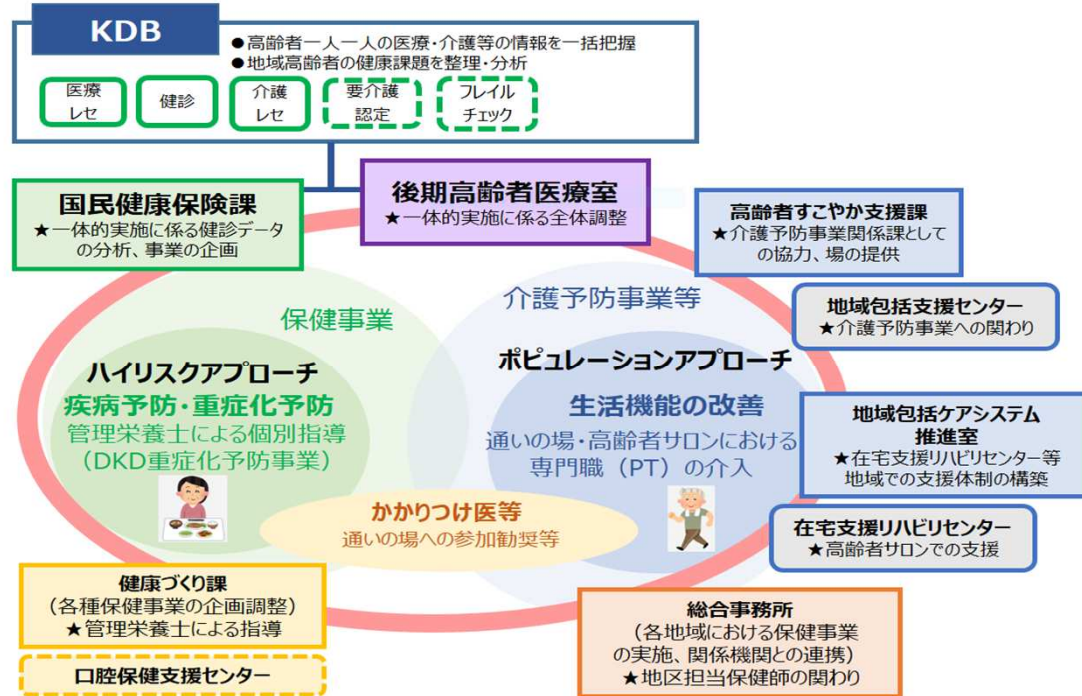 KDB
●高齢者一人一人の医療・介護等の情報を一括把握
●地域高齢者の健康課題を整理・分析
医療
レセ
健診
介護
レセ
要介護
認定
フレイル
チェック
国民健康保険課
★一体的実施に係る健診データ
の分析、事業の企画
後期高齢者医療室
★一体的実施に係る全体調整
高齢者すこやか支援課
★介護予防事業関係課として
の協力、場の提供
地域包括支援センター
★介護予防事業への関わり
保健事業
介護予防事業等
ハイリスクアプローチ
疾病予防・重症化予防
管理栄養士による個別指導
（DKD重症化予防事業）
ポピュレーションアプローチ
生活機能の改善
通いの場・高齢者サロンにおける
専門職（PT）の介入
地域包括ケアシステム
推進室
★在宅支援リハビリセンター等
地域での支援体制の構築
かかりつけ医等
通いの場への参加勧奨等
在宅支援リハビリセンター
★高齢者サロンでの支援
健康づくり課
（各種保健事業の企画調整）
★管理栄養士による指導
口腔保健支援センター
総合事務所
（各地域における保健事業
の実施、関係機関との連携）
★地区担当保健師の関わり